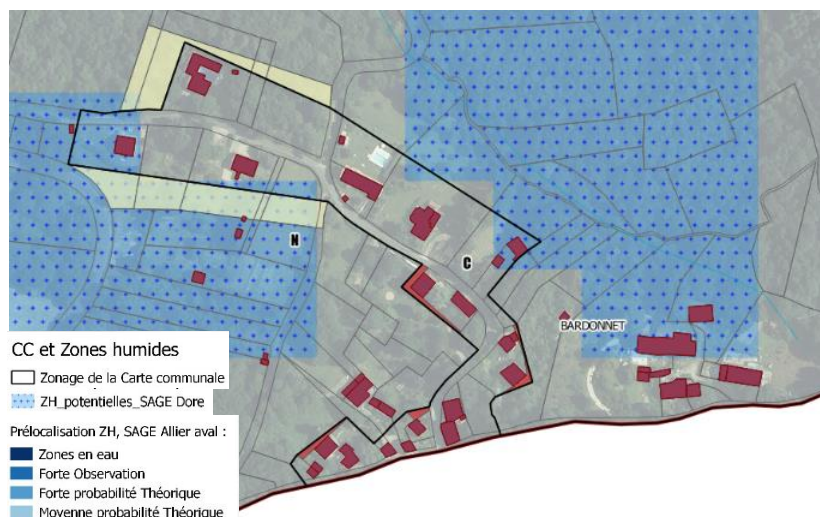 N
C
BARDONNET
CC et Zones humides
Zonage de la Carte communale
ZH_potentielles_SAGE Dore
Prélocalisation ZH, SAGE Allier aval :
Zones en eau
Forte Observation
Forte probabilité Théorique
Moyenne probabilité Théorique